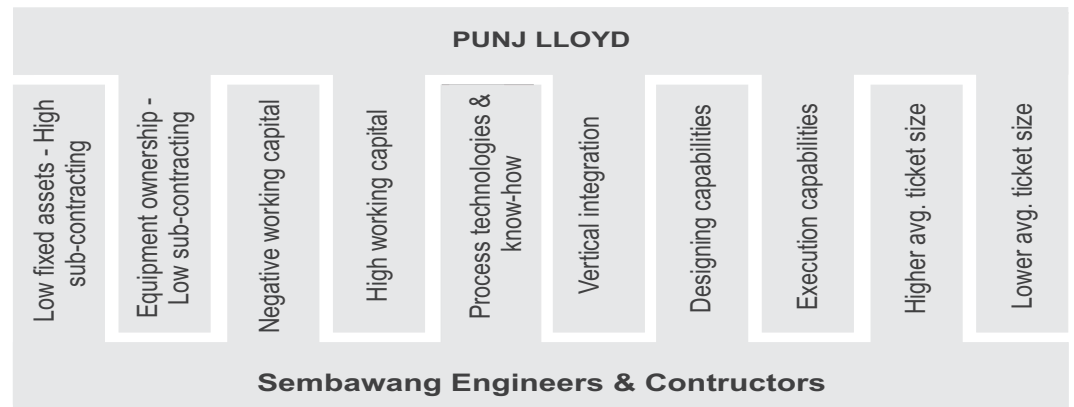 PUNJ LLOYD
Low fixed assets - High
sub-contracting
Equipment ownership -
Low sub-contracting
Negative working capital
High working capital
Process technologies &
know-how
Vertical integration
Designing capabilities
Execution capabilities
Higher avg. ticket size
Lower avg. ticket size
Sembawang Engineers & Contructors